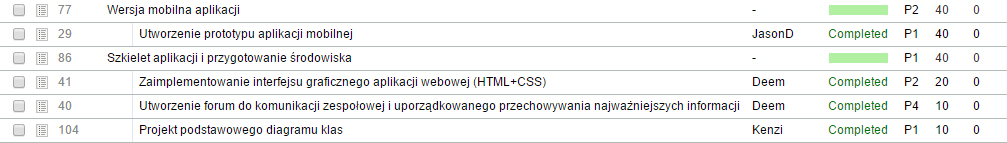 77 Wersja mobilna aplikacji - P2 40 0
29 Utworzenie prototypu aplikacji mobilnej JasonD Completed P1 40 0
86 Szkielet aplikacji i przygotowanie środowiska - P1 40 0
41 Zaimplementowanie interfejsu graficznego aplikacji webowej (HTML+CSS) Deem Completed P2 20 0
40 Utworzenie forum do komunikacji zespołowej i uporządkowanego przechowywania najważniejszych informacji Deem Completed P4 10 0
104 Projekt podstawowego diagramu klas Kenzi Completed P1 10 0